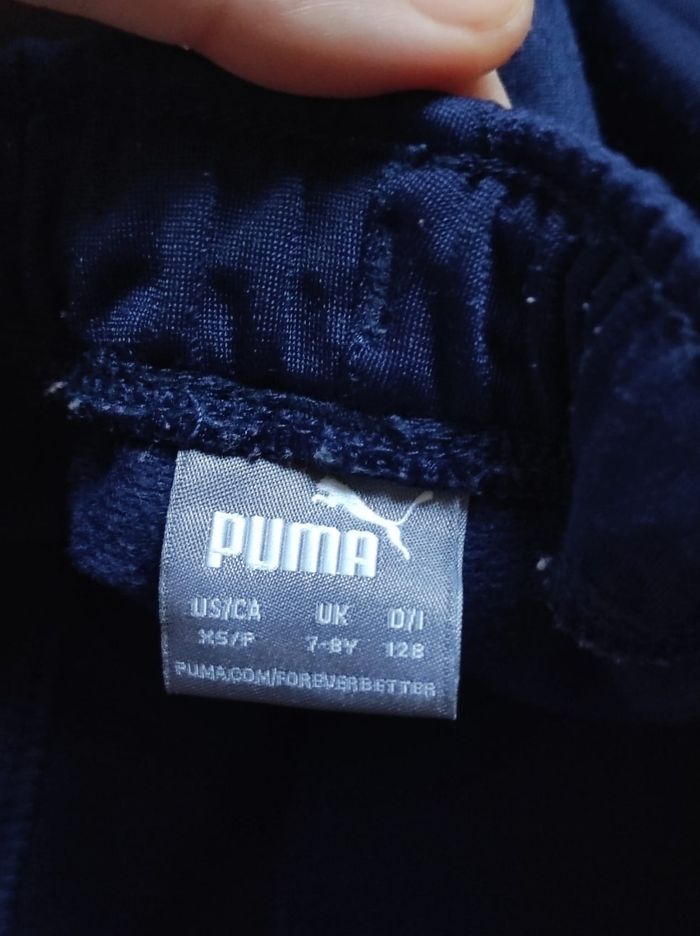 PUMA
US/CA UK D/I
XS/P 7-8Y 128
PUMA.COM/FOREVERBETTER